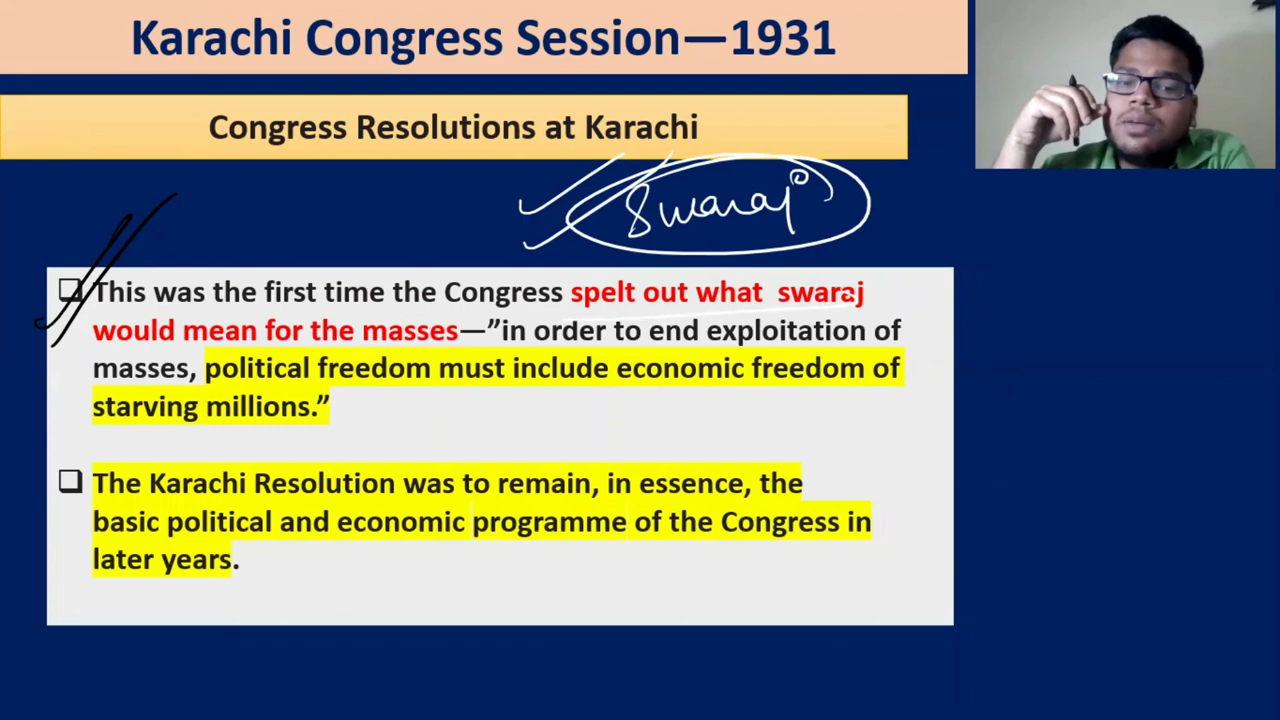 Karachi Congress Session—1931
Congress Resolutions at Karachi
Swaraj
This was the first time the Congress spelt out what swaraj
would mean for the masses—”in order to end exploitation of
masses, political freedom must include economic freedom of
starving millions.”
The Karachi Resolution was to remain, in essence, the
basic political and economic programme of the Congress in
later years.